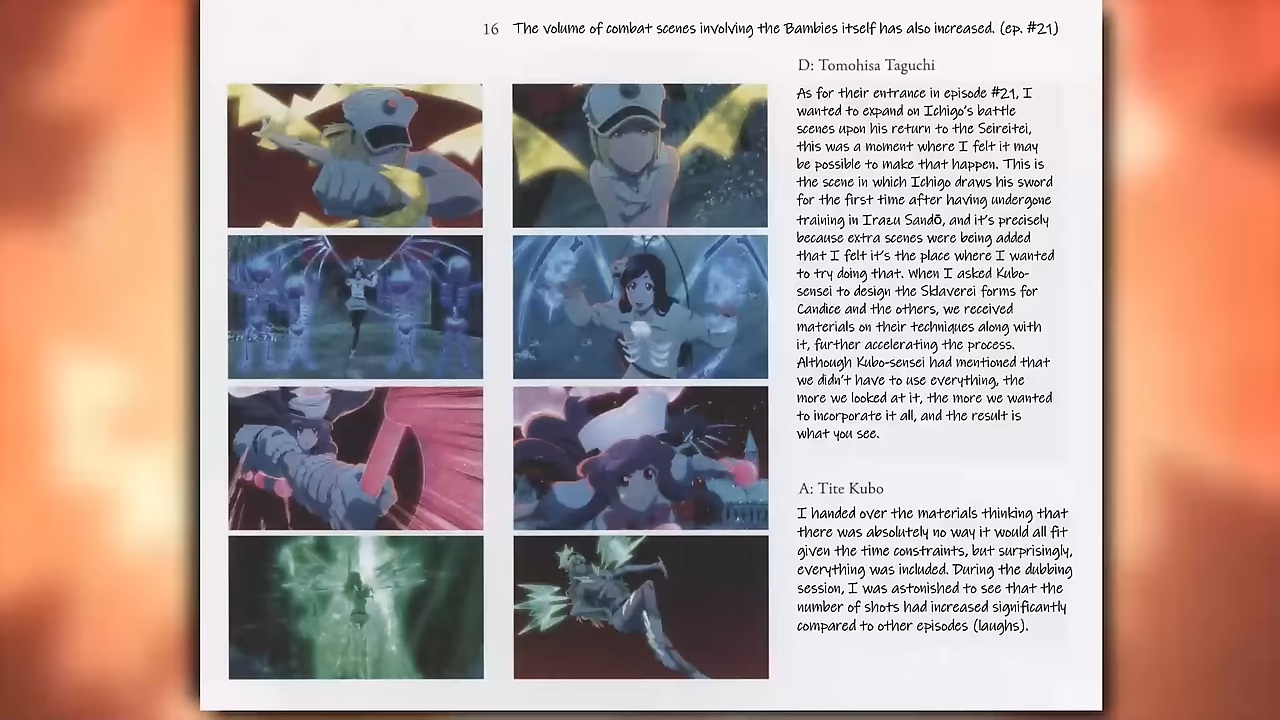 16 The volume of combat scenes involving the Bambies itself has also increased. (ep. #21)
D: Tomohisa Taguchi
As for their entrance in episode #21, I
wanted to expand on Ichigo's battle
scenes upon his return to the Seireitei,
this was a moment where I felt it may
be possible to make that happen. This is
the scene in which Ichigo draws his sword
for the first time after having undergone
training in Irazu Sandō, and it's precisely
because extra scenes were being added
that I felt it's the place where I wanted
to try doing that. When I asked Kubo-
sensei to design the Sklaverei forms for
Candice and the others, we received
materials on their techniques along with
it, further accelerating the process.
Although Kubo-sensei had mentioned that
we didn't have to use everything, the
more we looked at it, the more we wanted
to incorporate it all, and the result is
what you see.
A: Tite Kubo
I handed over the materials thinking that
there was absolutely no way it would all fit
given the time constraints, but surprisingly,
everything was included. During the dubbing
session, I was astonished to see that the
number of shots had increased significantly
compared to other episodes (laughs).